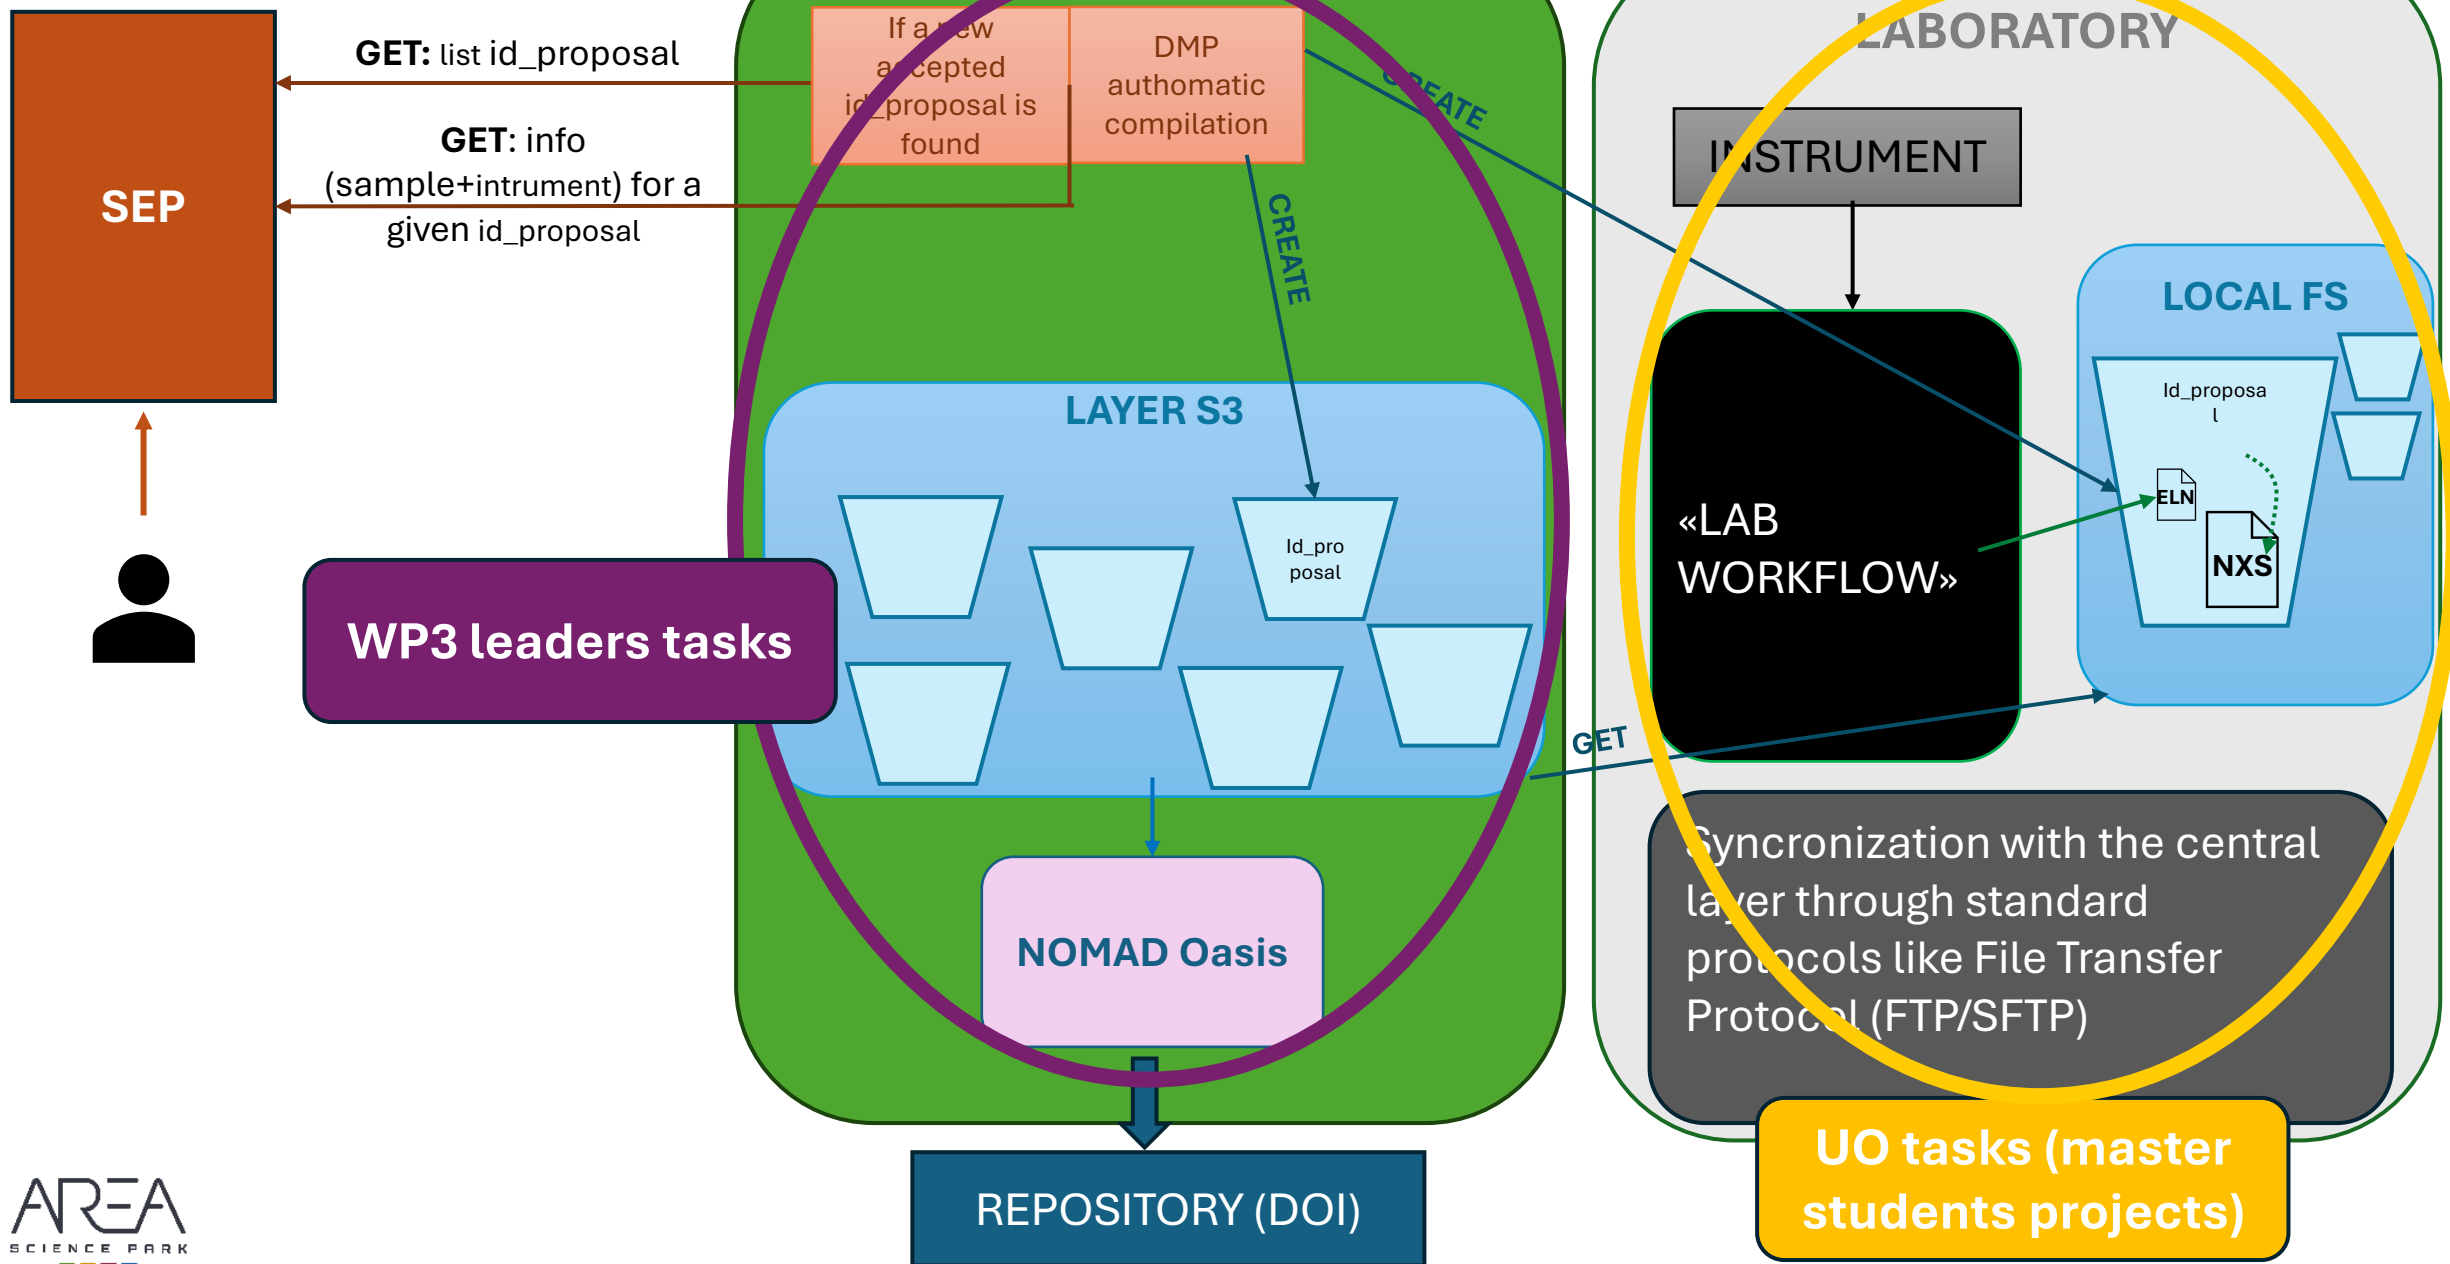 GET: list id_proposal
GET: info
(sample+intrument) for a
given id_proposal
SEP
If a new
accepted
id_proposal is
found
DMP
authomatic
compilation
CREATE
CREATE
LAYER S3
Id_pro
posal
WP3 leaders tasks
NOMAD Oasis
REPOSITORY (DOI)
LABORATORY
INSTRUMENT
«LAB
WORKFLOW»
LOCAL FS
Id_proposa
l
ELN
NXS
GET
Syncronization with the central
layer through standard
protocols like File Transfer
Protocol (FTP/SFTP)
UO tasks (master
students projects)
AREA
SCIENCE PARK